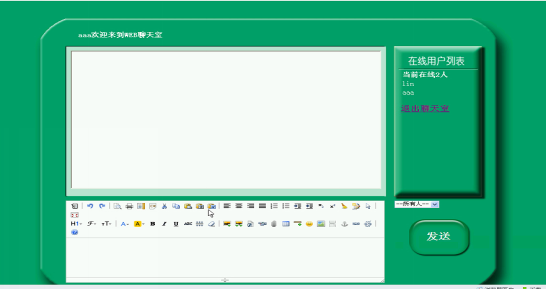 aaa欢迎来到WEB聊天室
在线用户列表
当前在线2人
lin
aaa
退出聊天室
--所有人--
发送